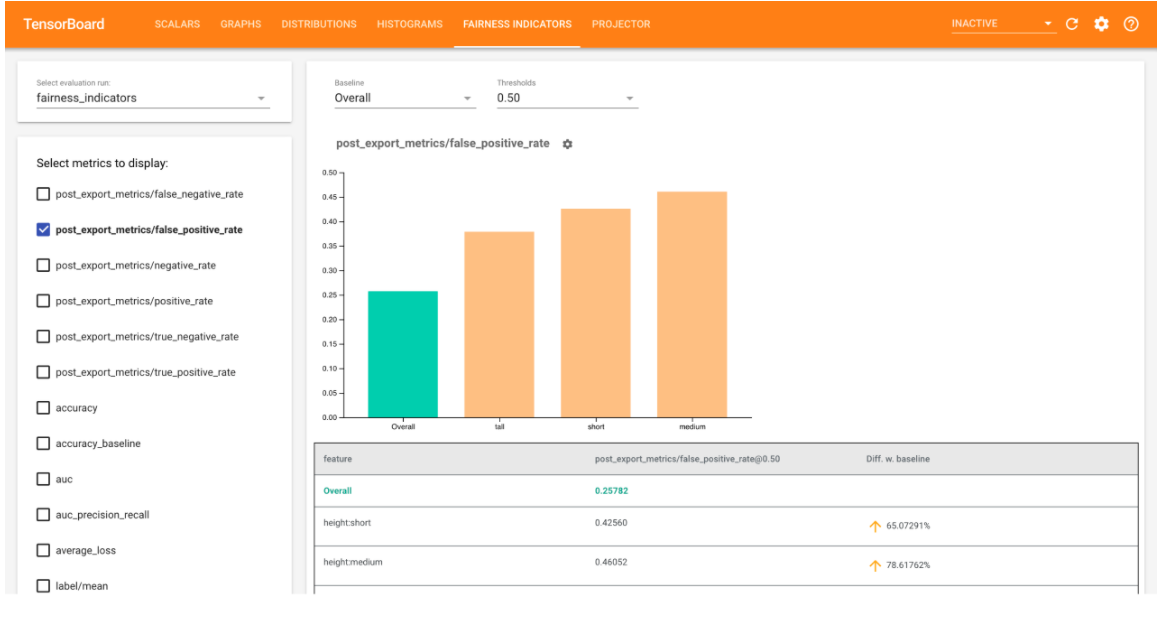 TensorBoard SCALARS GRAPHS DISTRIBUTIONS HISTOGRAMS FAIRNESS INDICATORS PROJECTOR INACTIVE
Select evaluation run:
fairness_indicators
Select metrics to display:
post_export_metrics/false_negative_rate
post_export_metrics/false_positive_rate
post_export_metrics/negative_rate
post_export_metrics/positive_rate
post_export_metrics/true_negative_rate
post_export_metrics/true_positive_rate
accuracy
accuracy_baseline
auc
auc_precision_recall
average_loss
label/mean
Baseline Thresholds
Overall 0.50
post_export_metrics/false_positive_rate
0.50
0.45
0.40
0.35
0.30
0.25
0.20
0.15
0.10
0.05
0.00
Overall tall short medium
feature post_export_metrics/false_positive_rate@0.50 Diff. w. baseline
Overall 0.25782
height:short 0.42560 65.07291%
height:medium 0.46052 78.61762%